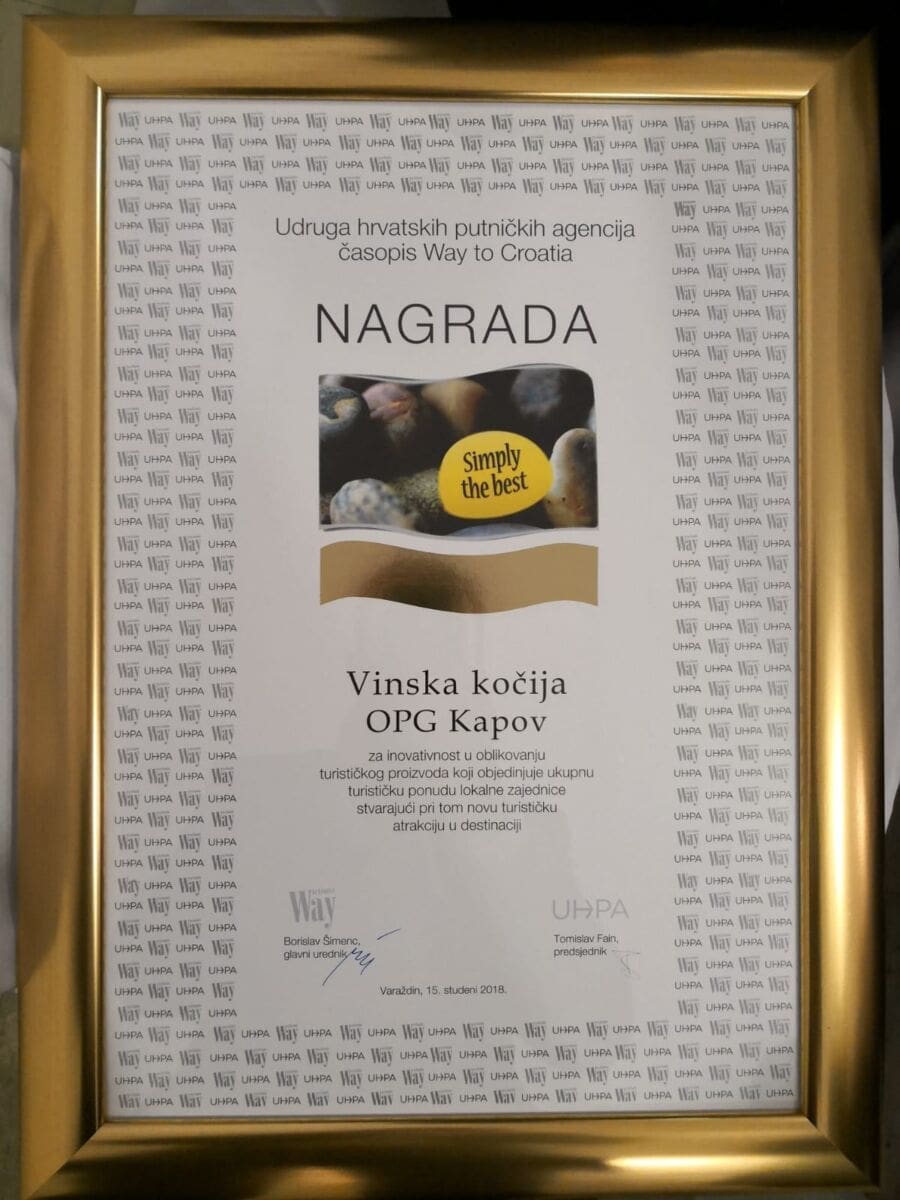 Udruga hrvatskih putničkih agencija
časopis Way to Croatia
NAGRADA
Simply
the best
Vinska kočija
OPG Kapov
za inovativnost u oblikovanju
turističkog proizvoda koji objedinjuje ukupnu
turističku ponudu lokalne zajednice
stvarajući pri tom novu turističku
atrakciju u destinaciji
Way
UHPA
Borislav Šimenc,
glavni urednik
Tomislav Fain,
predsjednik
Varaždin, 15. studeni 2018.